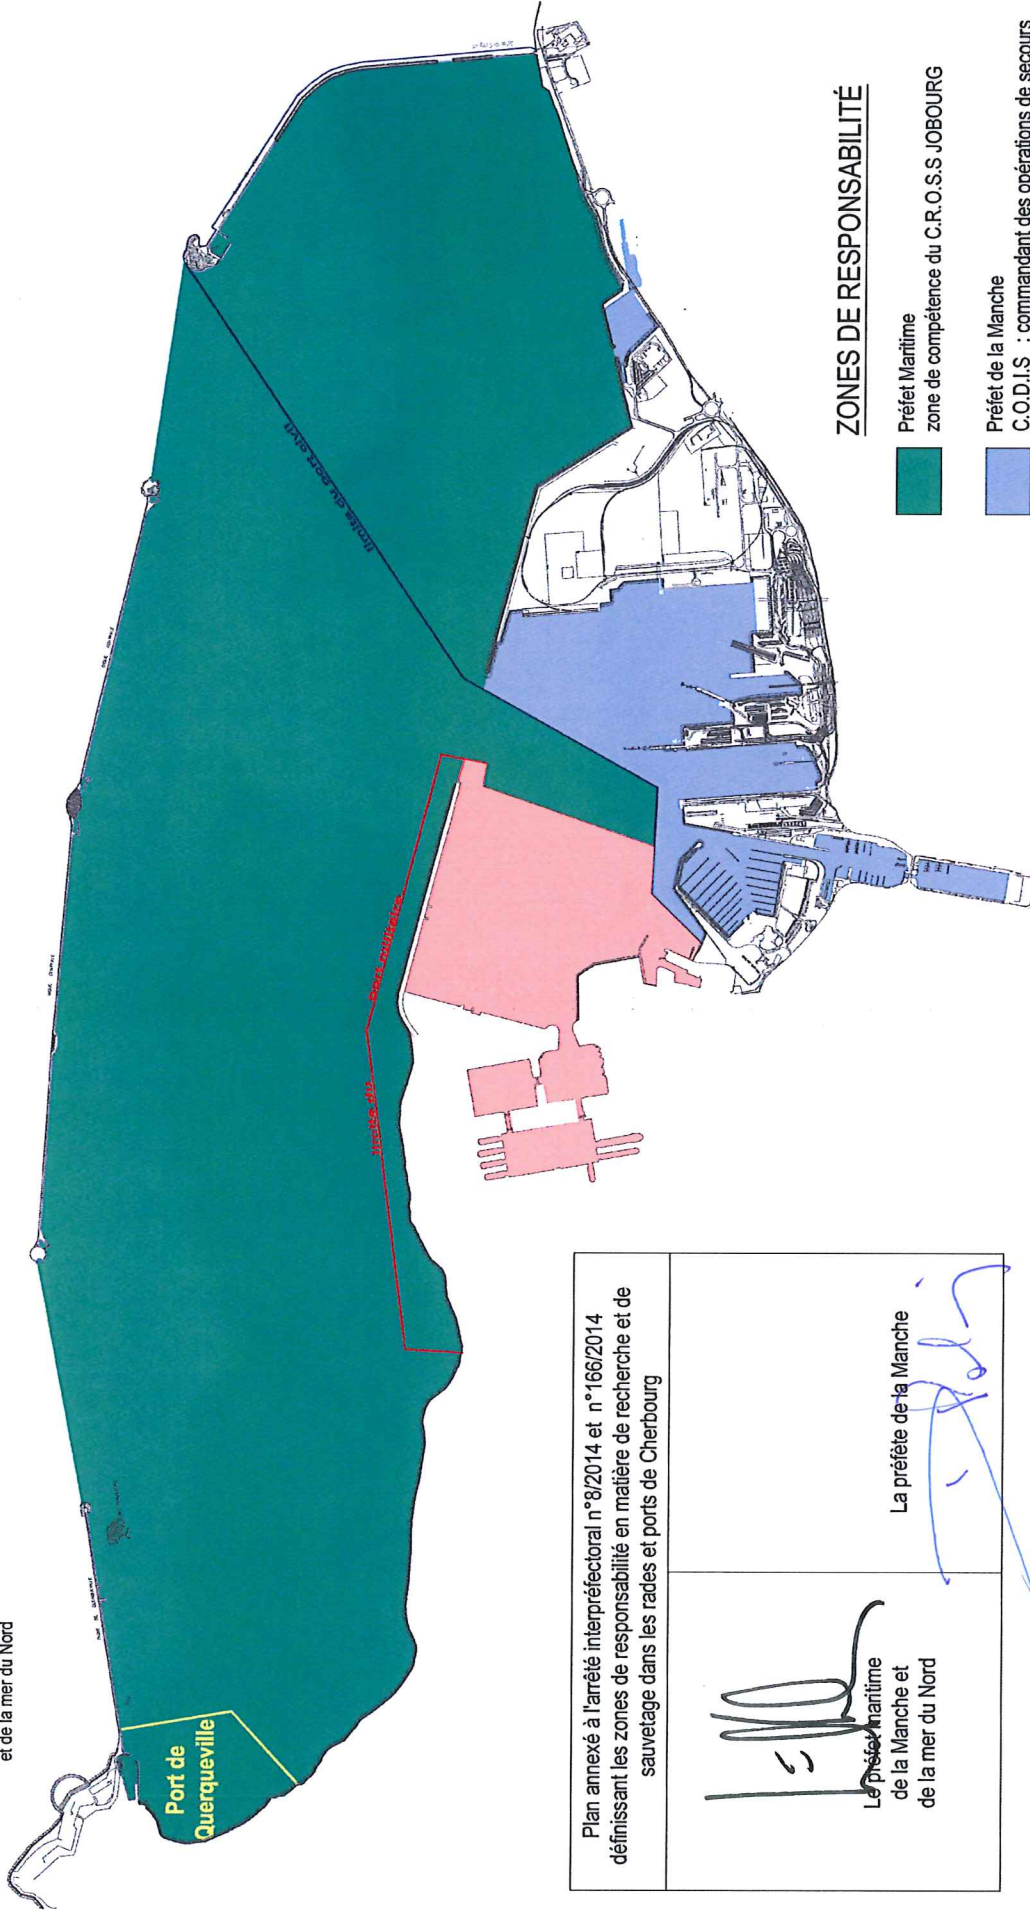 et de la mer du Nord
Port de
Querqueville
limite du port civil
limite du
port militaire
ZONES DE RESPONSABILITÉ
Préfet Maritime
zone de compétence du C.R.O.S.S JOBOURG
Préfet de la Manche
C.O.D.I.S : commandant des opérations de secours
Plan annexé à l'arrêté interpréfectoral n°8/2014 et n°166/2014
définissant les zones de responsabilité en matière de recherche et de
sauvetage dans les rades et ports de Cherbourg
Le préfet maritime
de la Manche et
de la mer du Nord
La préfète de la Manche